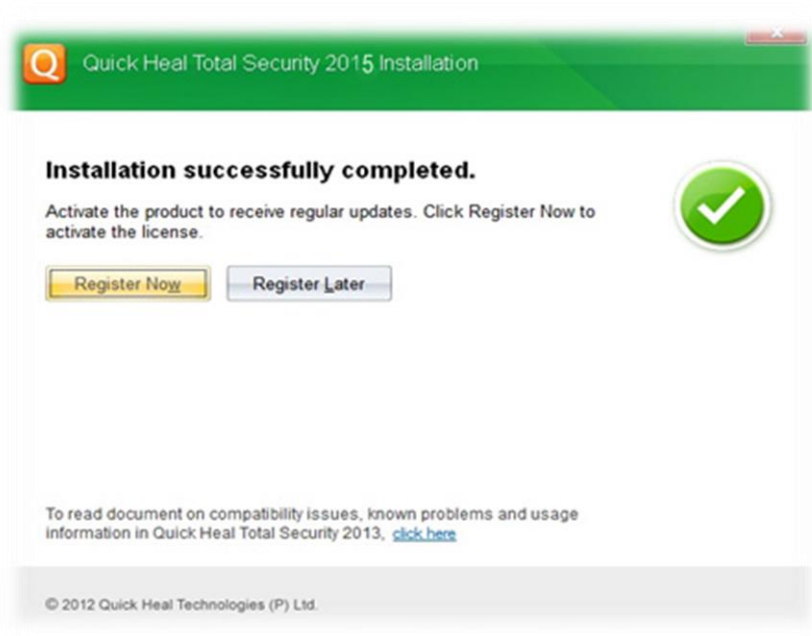 Q
Quick Heal Total Security 2015 Installation
Installation successfully completed.
Activate the product to receive regular updates. Click Register Now to
activate the license.
Register Now
Register Later
To read document on compatibility issues, known problems and usage
information in Quick Heal Total Security 2013, click here
© 2012 Quick Heal Technologies (P) Ltd.